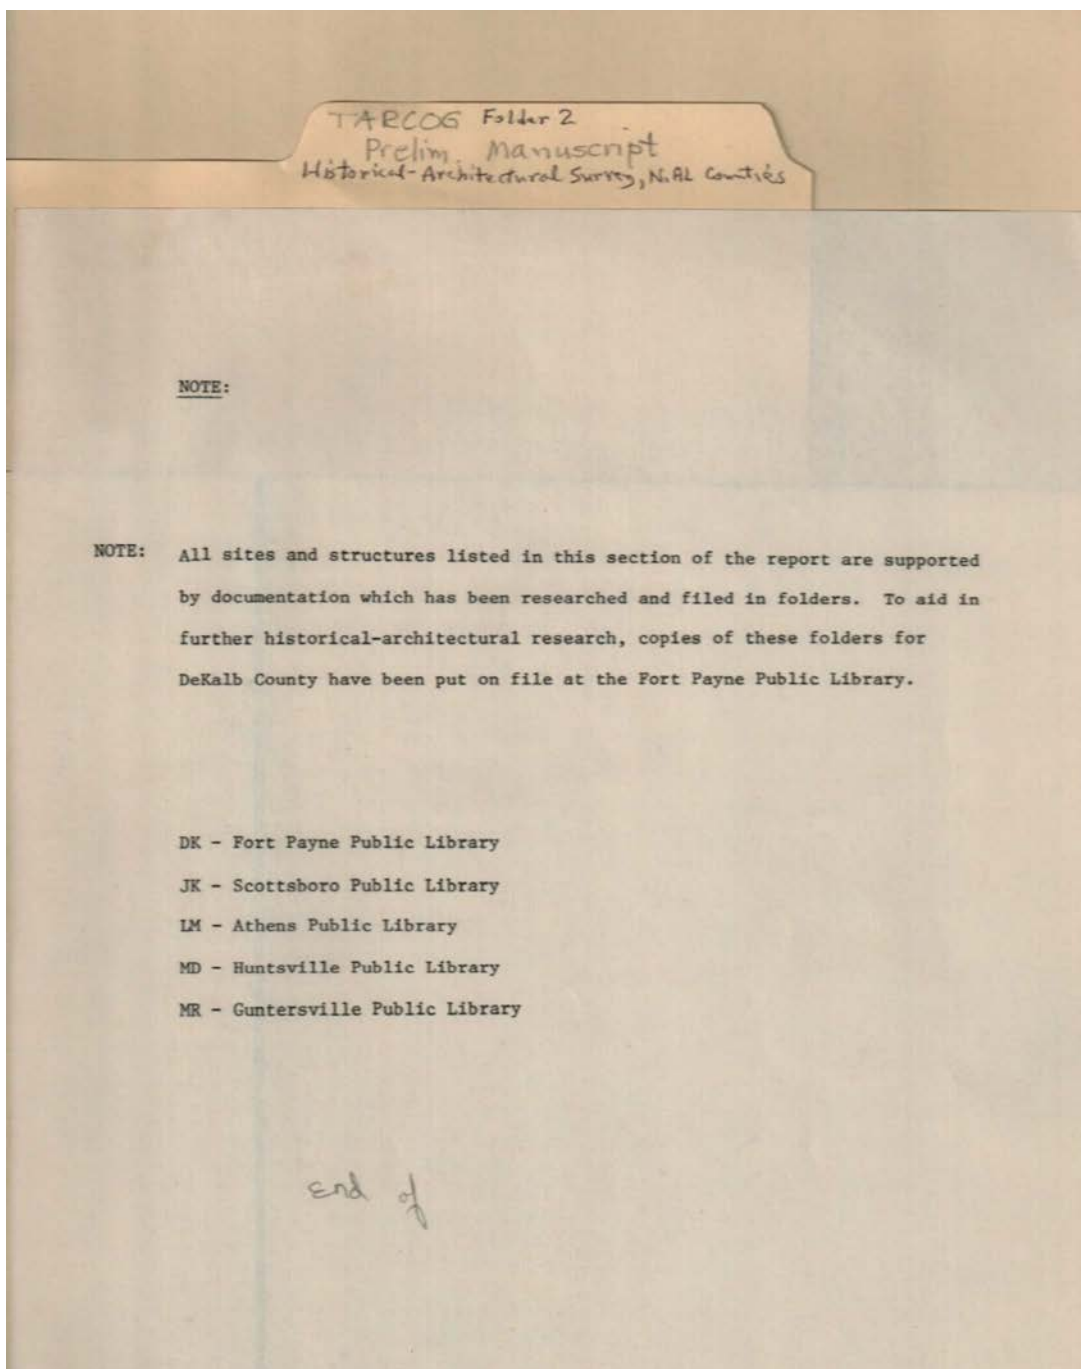 TARCOG Folder 2
Prelim. Manuscript
Historical-Architectural Survey, N.AL Counties
NOTE:
NOTE: All sites and structures listed in this section of the report are supported
by documentation which has been researched and filed in folders. To aid in
further historical-architectural research, copies of these folders for
DeKalb County have been put on file at the Fort Payne Public Library.
DK - Fort Payne Public Library
JK - Scottsboro Public Library
LM - Athens Public Library
MD - Huntsville Public Library
MR - Guntersville Public Library
End of